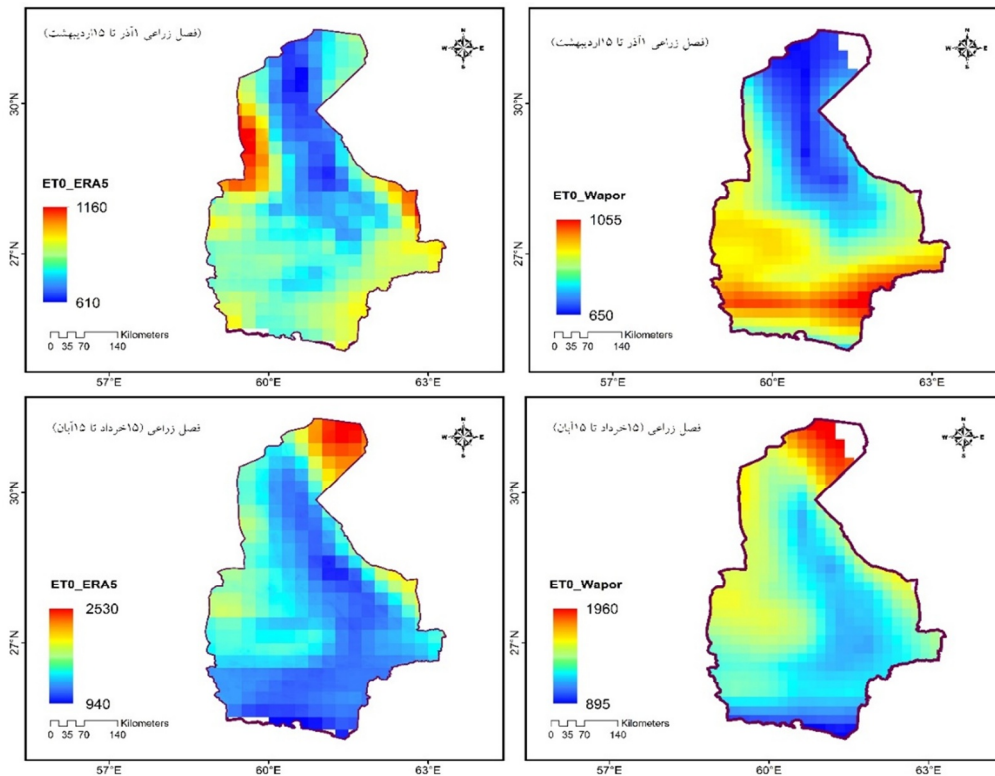 (فصل زراعی ۱آذر تا ۱۵اردیبهشت)
N
W E
S
30°N
27°N
ET0_ERA5
1160
610
Kilometers
0 35 70 140
57°E 60°E 63°E
(فصل زراعی ۱آذر تا ۱۵اردیبهشت)
N
W E
S
30°N
27°N
ET0_Wapor
1055
650
Kilometers
0 35 70 140
57°E 60°E 63°E
فصل زراعی (۱۵خرداد تا ۱۵آبان)
N
W E
S
30°N
27°N
ET0_ERA5
2530
940
Kilometers
0 35 70 140
57°E 60°E 63°E
فصل زراعی (۱۵خرداد تا ۱۵آبان)
N
W E
S
30°N
27°N
ET0_Wapor
1960
895
Kilometers
0 35 70 140
57°E 60°E 63°E